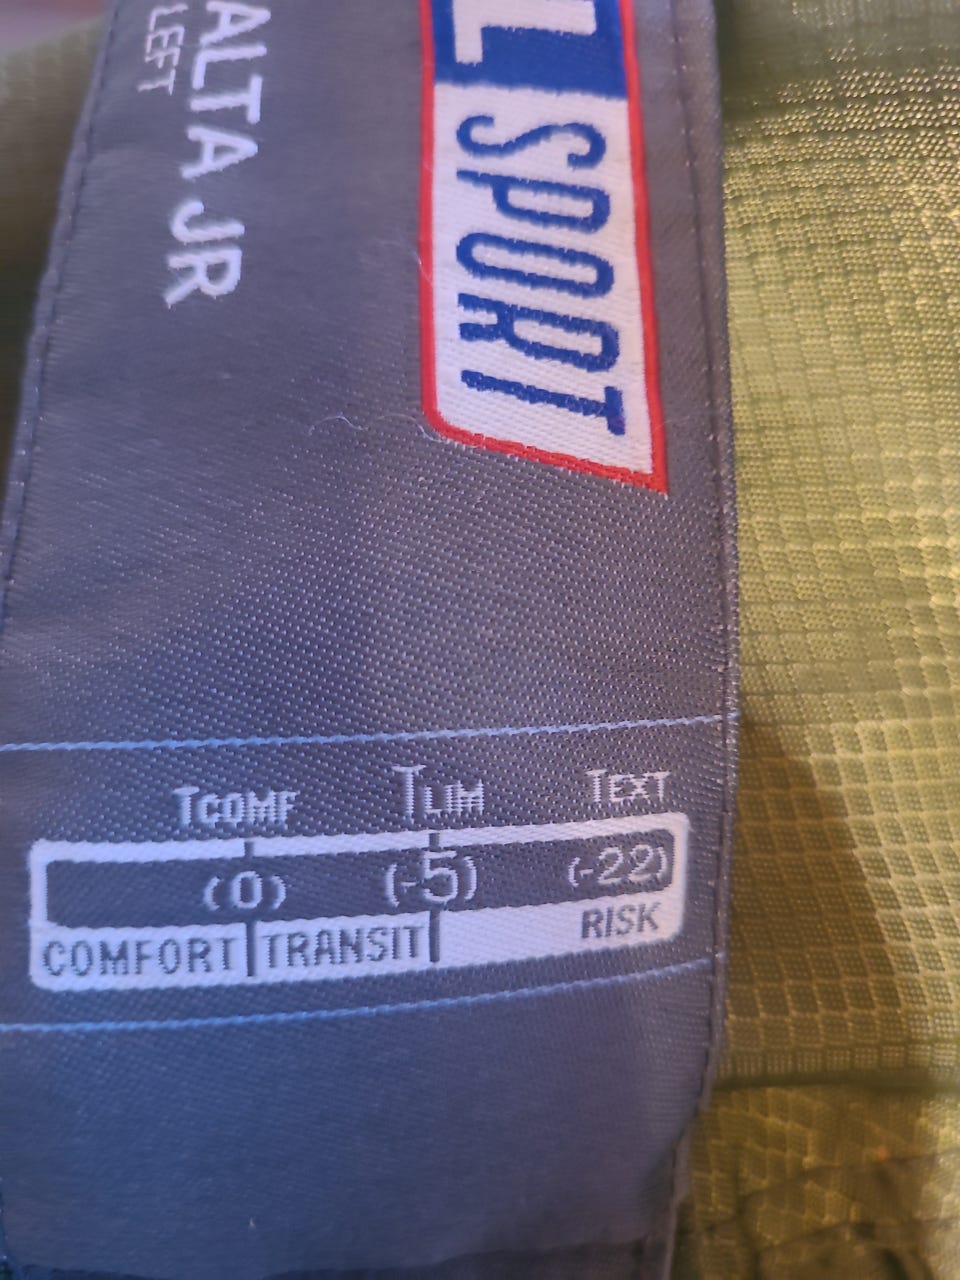 ALTA JR
LEFT
L SPORT
TCOMF TLIM TEXT
(0) (-5) (-22)
COMFORT TRANSIT RISK